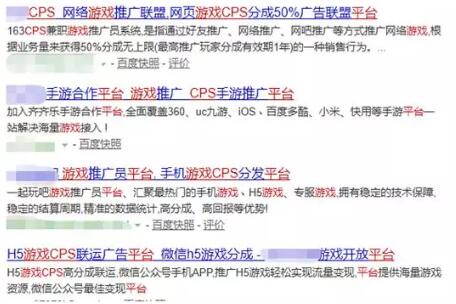 CPS 网络游戏推广联盟,网页游戏CPS分成50%广告联盟平台
163CPS兼职游戏推广员系统,是指通过好友推广、网络推广、网吧推广等方式推广网络游戏,根
据业务量来获得50%分成无上限(最高推广玩家分成有效期1年)的一种销售行为。...
- 百度快照 - 评价
手游合作平台_游戏推广_CPS手游推广平台
加入齐齐乐手游合作平台,全面覆盖360、uc九游、iOS、百度多酷、小米、快用等手游平台一
站解决海量游戏接入!
- 百度快照
游戏推广员平台, 手机游戏CPS分发平台
一起玩吧游戏推广员平台、汇聚最热门的手机游戏、H5游戏、专服游戏,拥有稳定的技术保障,
稳定的结算周期,精准的数据统计,高分成、高回报等优势!
- 百度快照 - 评价
H5游戏CPS联运广告平台_微信h5游戏分成 - 游戏开放平台
H5游戏CPS高分成联运,微信公众号手机APP,推广H5游戏轻松实现流量变现,平台提供海量游戏
资源,微信公众号最佳变现平台